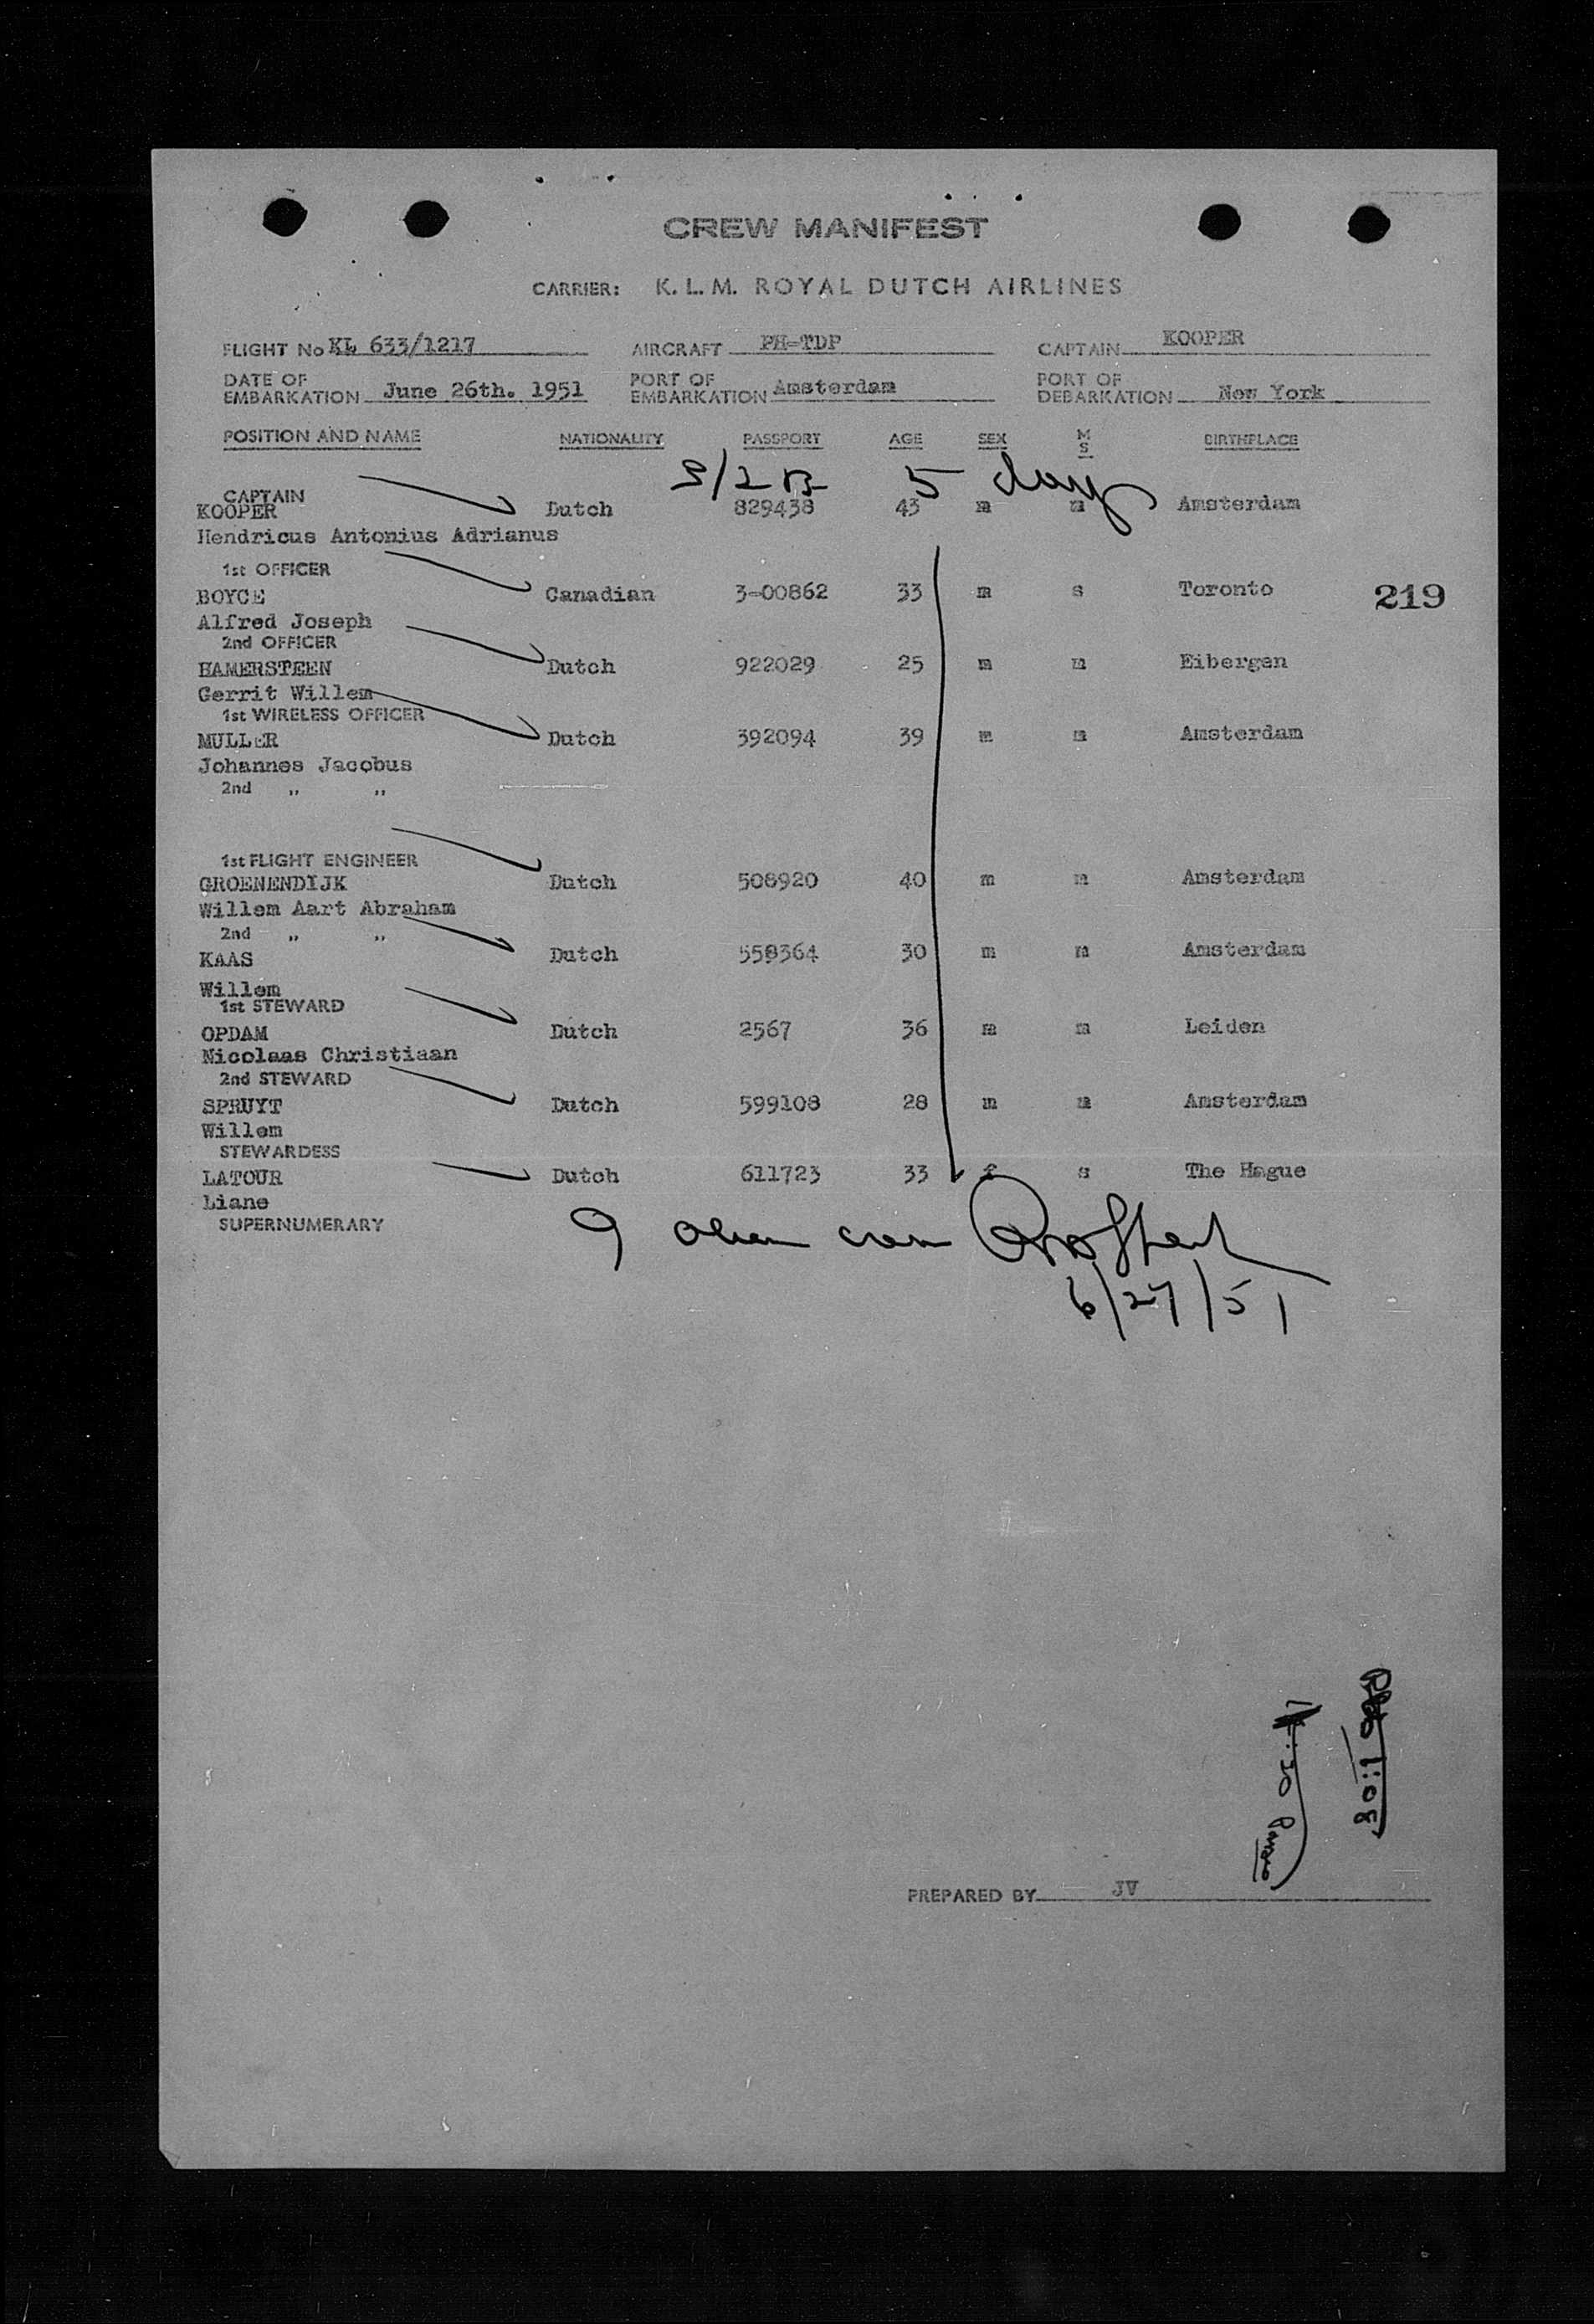 CREW MANIFEST
CARRIER: K. L. M. ROYAL DUTCH AIRLINES
FLIGHT No KL 633/1217 AIRCRAFT PH-TDP CAPTAIN KOOPER
DATE OF EMBARKATION June 26th. 1951 PORT OF EMBARKATION Amsterdam PORT OF DEBARKATION New York
POSITION AND NAME NATIONALITY PASSPORT AGE SEX M S BIRTHPLACE
5 days
CAPTAIN
KOOPER Dutch 829438 43 m m Amsterdam
Hendricus Antonius Adrianus
1st OFFICER
BOYCE Canadian 3-00862 33 m s Toronto 219
Alfred Joseph
2nd OFFICER
HAMERSTEEN Dutch 922029 25 m m Eibergen
Gerrit Willem
1st WIRELESS OFFICER
MULLER Dutch 392094 39 m m Amsterdam
Johannes Jacobus
2nd ,, ,,
1st FLIGHT ENGINEER
GROENENDIJK Dutch 508920 40 m m Amsterdam
Willem Aart Abraham
2nd ,, ,,
KAAS Dutch 558364 30 m m Amsterdam
Willem
1st STEWARD
OPDAM Dutch 2567 36 m m Leiden
Nicolaas Christiaan
2nd STEWARD
SPRUYT Dutch 599108 28 m m Amsterdam
Willem
STEWARDESS
LATOUR Dutch 611723 33 f s The Hague
Liane
SUPERNUMERARY
9 alien crew
6/27/51
PREPARED BY JV